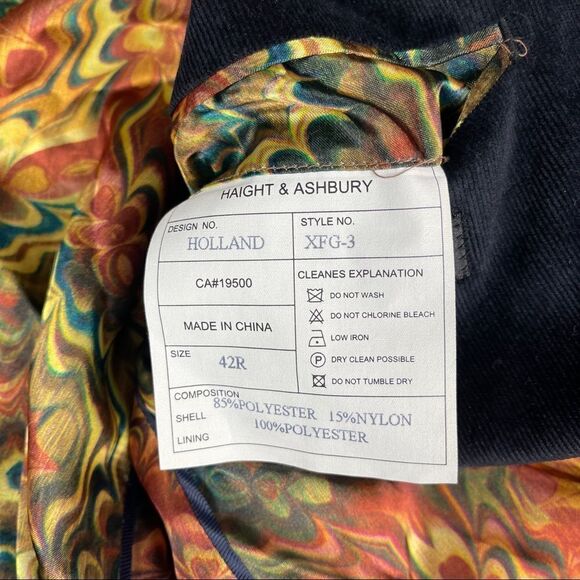 HAIGHT & ASHBURY
DESIGN NO.
HOLLAND
STYLE NO.
XFG-3
CA#19500
MADE IN CHINA
SIZE
42R
CLEANES EXPLANATION
DO NOT WASH
DO NOT CHLORINE BLEACH
LOW IRON
P DRY CLEAN POSSIBLE
DO NOT TUMBLE DRY
COMPOSITION
SHELL 85%POLYESTER 15%NYLON
LINING 100%POLYESTER